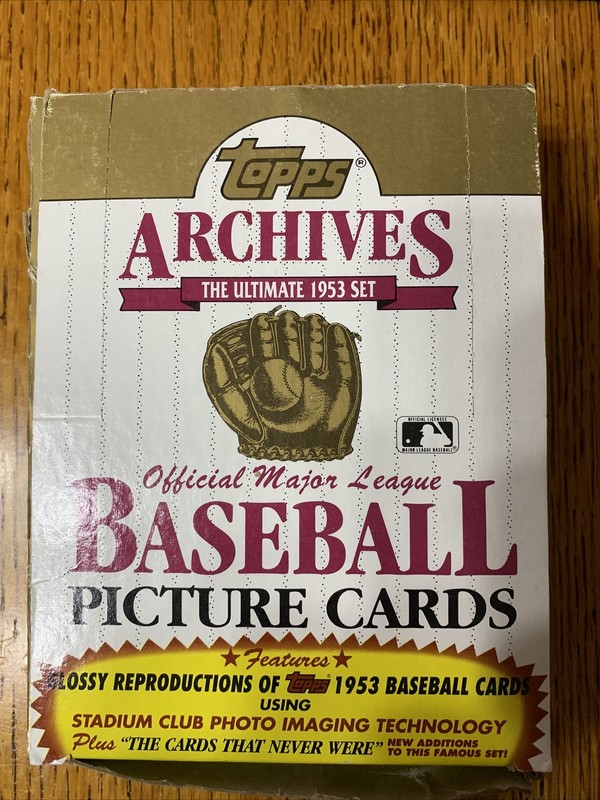 Topps®
ARCHIVES
THE ULTIMATE 1953 SET
OFFICIAL LICENSEE
MAJOR LEAGUE BASEBALL
Official Major League
BASEBALL
PICTURE CARDS
★Features★
GLOSSY REPRODUCTIONS OF Topps® 1953 BASEBALL CARDS
USING
STADIUM CLUB PHOTO IMAGING TECHNOLOGY
Plus "THE CARDS THAT NEVER WERE" NEW ADDITIONS
TO THIS FAMOUS SET!